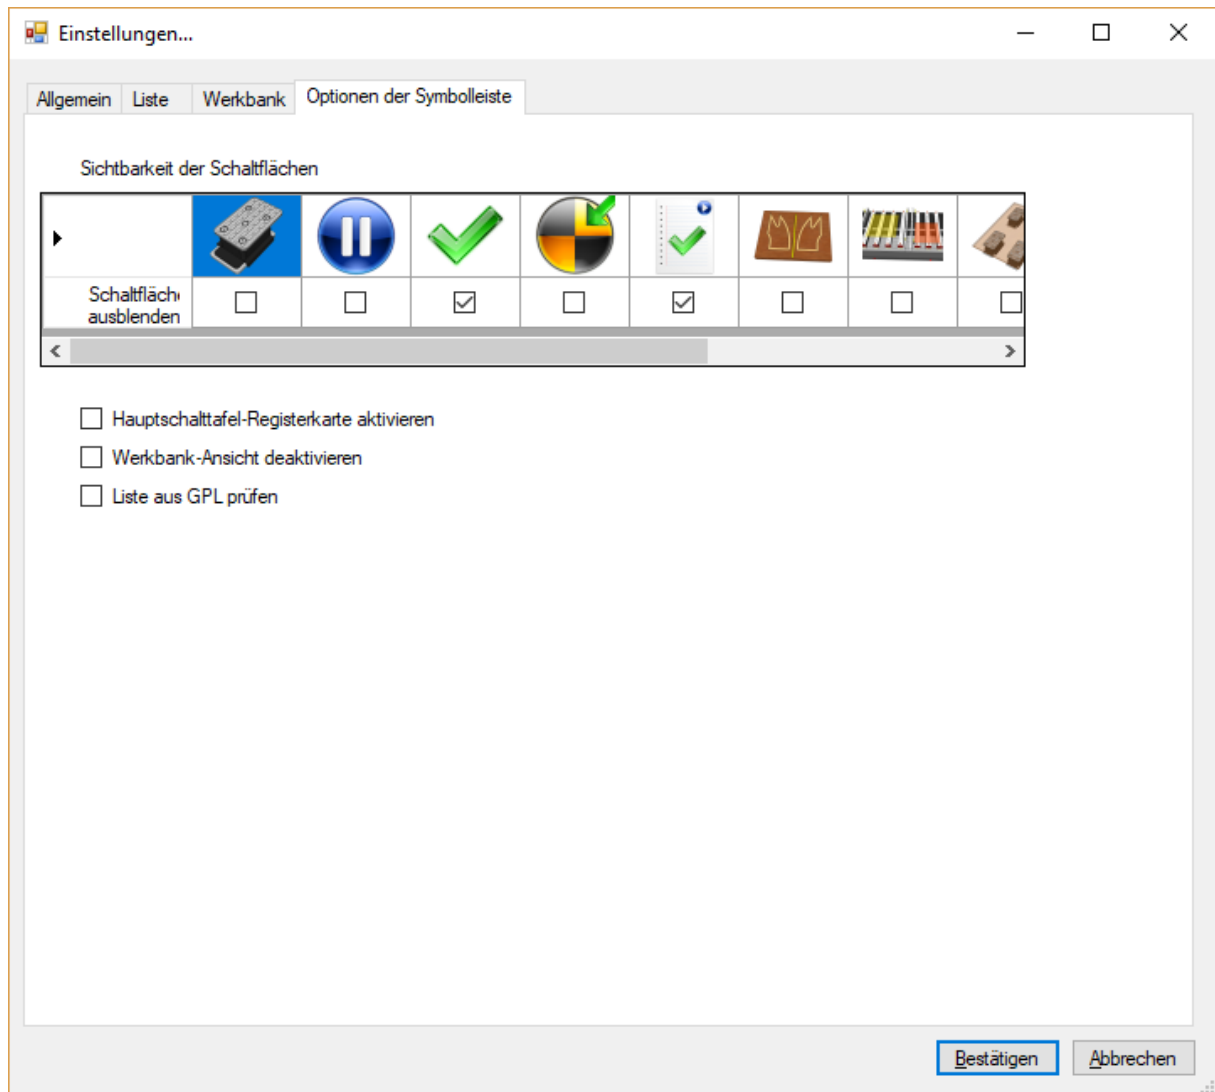 Einstellungen...
Allgemein Liste Werkbank Optionen der Symbolleiste
Sichtbarkeit der Schaltflächen
Schaltfläch
ausblenden
Hauptschalttafel-Registerkarte aktivieren
Werkbank-Ansicht deaktivieren
Liste aus GPL prüfen
Bestätigen Abbrechen